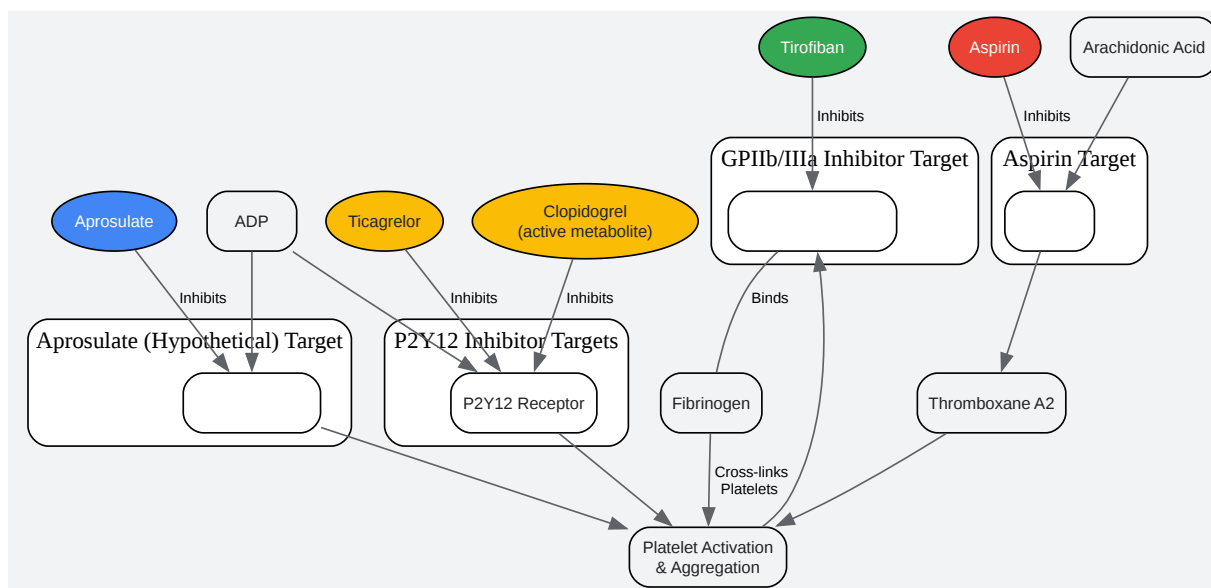 Tirofiban
Aspirin
Arachidonic Acid
Inhibits
Inhibits
GPIIb/IIIa Inhibitor Target
Aspirin Target
Aprosulate
ADP
Ticagrelor
Clopidogrel
(active metabolite)
Inhibits
Inhibits
Inhibits
Binds
Aprosulate (Hypothetical) Target
P2Y12 Inhibitor Targets
P2Y12 Receptor
Fibrinogen
Thromboxane A2
Cross-links
Platelets
Platelet Activation
& Aggregation